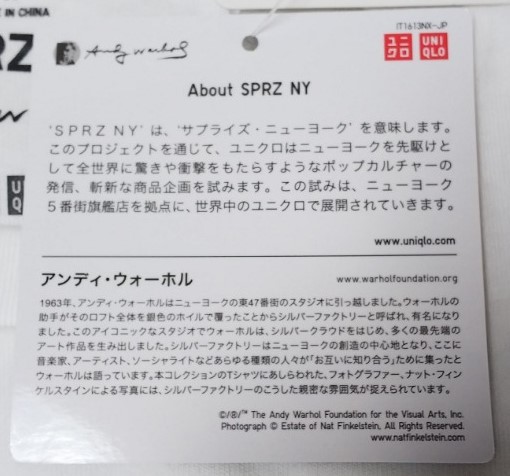 E IN CHINA
RZ
UQ
Andy Warhol
IT1613NX-JP
ユニクロ
UNIQLO
About SPRZ NY
'SPRZ NY' は、'サプライズ・ニューヨーク' を意味します。
このプロジェクトを通じて、ユニクロはニューヨークを先駆けと
して全世界に驚きや衝撃をもたらすようなポップカルチャーの
発信、斬新な商品企画を試みます。この試みは、ニューヨーク
5番街旗艦店を拠点に、世界中のユニクロで展開されていきます。
www.uniqlo.com
アンディ・ウォーホル
www.warholfoundation.org
1963年、アンディ・ウォーホルはニューヨークの東47番街のスタジオに引っ越しました。ウォーホルの
助手がそのロフト全体を銀色のホイルで覆ったことからシルバーファクトリーと呼ばれ、有名になり
ました。このアイコニックなスタジオでウォーホルは、シルバークラウドをはじめ、多くの最先端の
アート作品を生み出しました。シルバーファクトリーはニューヨークの創造の中心地となり、ここに
音楽家、アーティスト、ソーシャライトなどあらゆる種類の人々が「お互いに知り合う」ために集ったと
ウォーホルは語っています。本コレクションのTシャツにあしらわれた、フォトグラファー、ナット・フィン
ケルスタインによる写真には、シルバーファクトリーのこうした親密な雰囲気が捉えられています。
©/®/™ The Andy Warhol Foundation for the Visual Arts, Inc.
Photograph © Estate of Nat Finkelstein. All Rights Reserved.
www.natfinkelstein.com